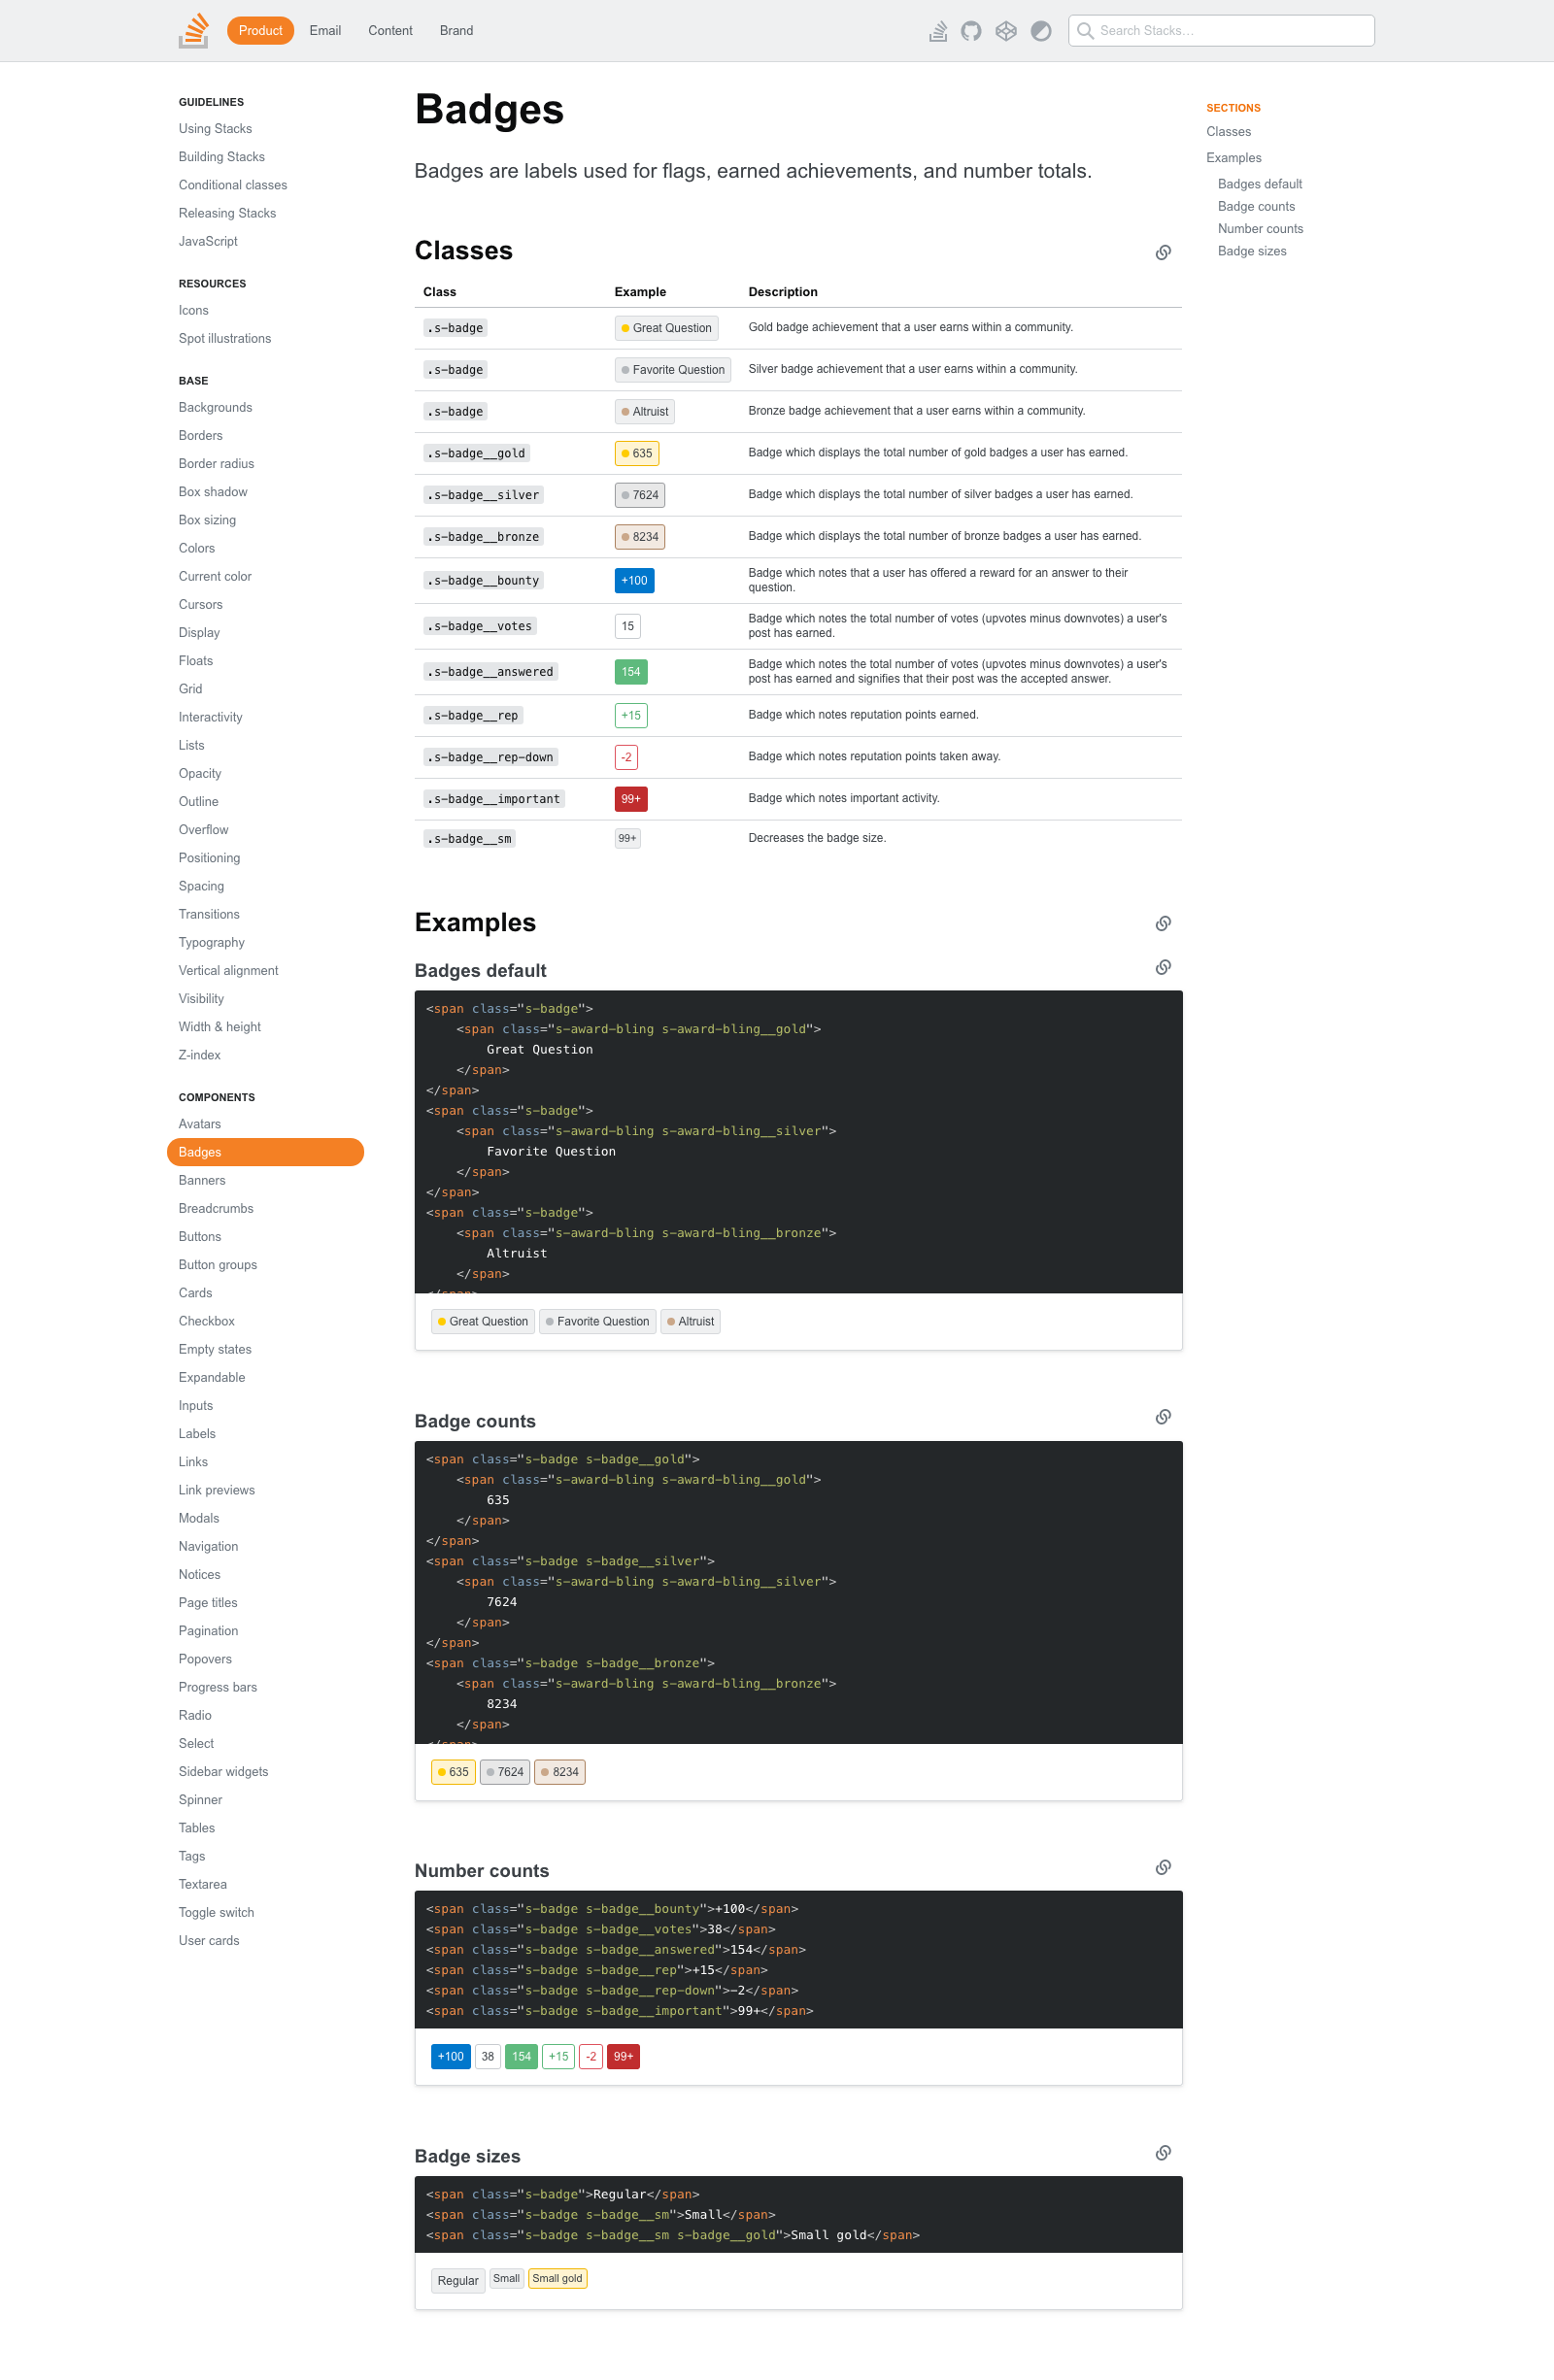 Product Email Content Brand Search Stacks...
GUIDELINES
Using Stacks
Building Stacks
Conditional classes
Releasing Stacks
JavaScript
RESOURCES
Icons
Spot illustrations
BASE
Backgrounds
Borders
Border radius
Box shadow
Box sizing
Colors
Current color
Cursors
Display
Floats
Grid
Interactivity
Lists
Opacity
Outline
Overflow
Positioning
Spacing
Transitions
Typography
Vertical alignment
Visibility
Width & height
Z-index
COMPONENTS
Avatars
Badges
Banners
Breadcrumbs
Buttons
Button groups
Cards
Checkbox
Empty states
Expandable
Inputs
Labels
Links
Link previews
Modals
Navigation
Notices
Page titles
Pagination
Popovers
Progress bars
Radio
Select
Sidebar widgets
Spinner
Tables
Tags
Textarea
Toggle switch
User cards
Badges
Badges are labels used for flags, earned achievements, and number totals.
Classes
Class Example Description
.s-badge Great Question Gold badge achievement that a user earns within a community.
.s-badge Favorite Question Silver badge achievement that a user earns within a community.
.s-badge Altruist Bronze badge achievement that a user earns within a community.
.s-badge__gold 635 Badge which displays the total number of gold badges a user has earned.
.s-badge__silver 7624 Badge which displays the total number of silver badges a user has earned.
.s-badge__bronze 8234 Badge which displays the total number of bronze badges a user has earned.
.s-badge__bounty +100 Badge which notes that a user has offered a reward for an answer to their
question.
.s-badge__votes 15 Badge which notes the total number of votes (upvotes minus downvotes) a user's
post has earned.
.s-badge__answered 154 Badge which notes the total number of votes (upvotes minus downvotes) a user's
post has earned and signifies that their post was the accepted answer.
.s-badge__rep +15 Badge which notes reputation points earned.
.s-badge__rep-down -2 Badge which notes reputation points taken away.
.s-badge__important 99+ Badge which notes important activity.
.s-badge__sm 99+ Decreases the badge size.
Examples
Badges default
<span class="s-badge">
<span class="s-award-bling s-award-bling__gold">
Great Question
</span>
</span>
<span class="s-badge">
<span class="s-award-bling s-award-bling__silver">
Favorite Question
</span>
</span>
<span class="s-badge">
<span class="s-award-bling s-award-bling__bronze">
Altruist
</span>
</span>
Great Question Favorite Question Altruist
Badge counts
<span class="s-badge s-badge__gold">
<span class="s-award-bling s-award-bling__gold">
635
</span>
</span>
<span class="s-badge s-badge__silver">
<span class="s-award-bling s-award-bling__silver">
7624
</span>
</span>
<span class="s-badge s-badge__bronze">
<span class="s-award-bling s-award-bling__bronze">
8234
</span>
</span>
635 7624 8234
Number counts
<span class="s-badge s-badge__bounty">+100</span>
<span class="s-badge s-badge__votes">38</span>
<span class="s-badge s-badge__answered">154</span>
<span class="s-badge s-badge__rep">+15</span>
<span class="s-badge s-badge__rep-down">-2</span>
<span class="s-badge s-badge__important">99+</span>
+100 38 154 +15 -2 99+
Badge sizes
<span class="s-badge">Regular</span>
<span class="s-badge s-badge__sm">Small</span>
<span class="s-badge s-badge__sm s-badge__gold">Small gold</span>
Regular Small Small gold
SECTIONS
Classes
Examples
Badges default
Badge counts
Number counts
Badge sizes